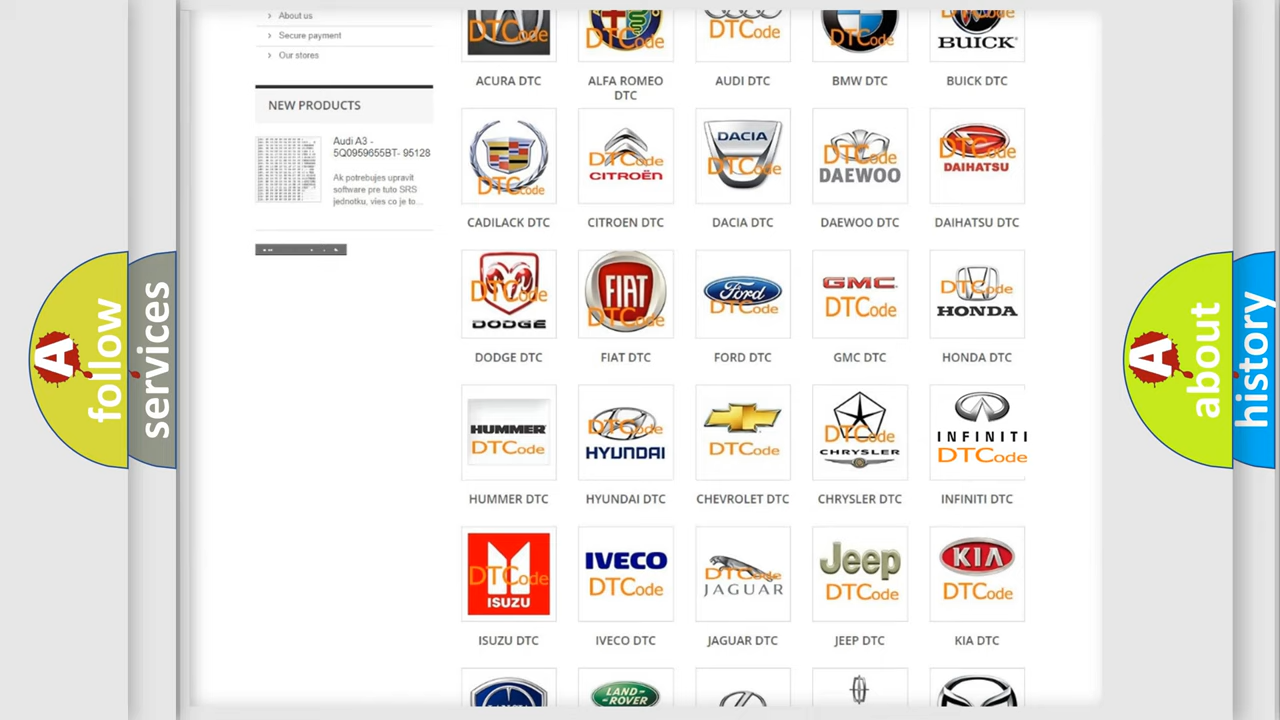 About us
Secure payment
Our stores
NEW PRODUCTS
Audi A3 -
5Q0959655BT- 95128
Ak potrebujes upravit
software pre tuto SRS
jednotku, vies co je to...
DTCode
DTCode
DTCode
DTCode
BUICK
ACURA DTC
ALFA ROMEO
DTC
AUDI DTC
BMW DTC
BUICK DTC
DTCode
DTCode
CITROËN
DACIA
DTCode
DTCode
DAEWOO
DTCode
DAIHATSU
CADILACK DTC
CITROEN DTC
DACIA DTC
DAEWOO DTC
DAIHATSU DTC
DTCode
DODGE
FIAT
DTCode
Ford
DTCode
GMC
DTCode
DTCode
HONDA
DODGE DTC
FIAT DTC
FORD DTC
GMC DTC
HONDA DTC
HUMMER
DTCode
DTCode
HYUNDAI
DTCode
DTCode
CHRYSLER
INFINITI
DTCode
HUMMER DTC
HYUNDAI DTC
CHEVROLET DTC
CHRYSLER DTC
INFINITI DTC
DTCode
ISUZU
IVECO
DTCode
DTCode
JAGUAR
Jeep
DTCode
KIA
DTCode
ISUZU DTC
IVECO DTC
JAGUAR DTC
JEEP DTC
KIA DTC
LAND-
ROVER
A follow
services
A about
history